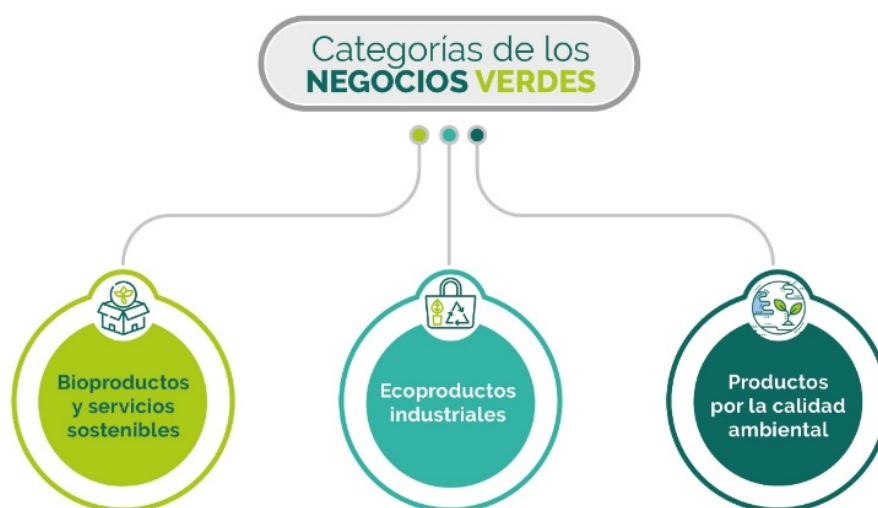 Categorías de los
NEGOCIOS VERDES
Bioproductos
y servicios
sostenibles
Ecoproductos
industriales
Productos
por la calidad
ambiental